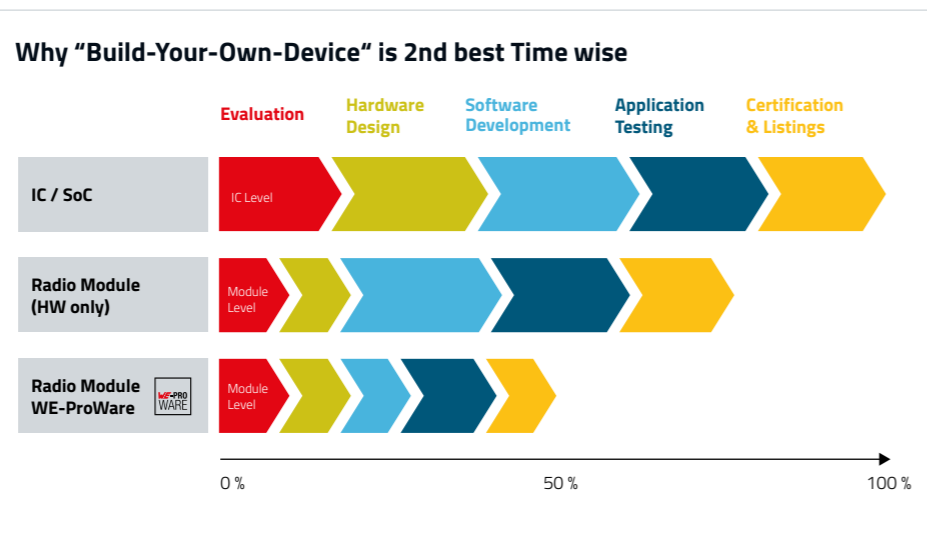 Why “Build-Your-Own-Device“ is 2nd best Time wise
Evaluation
Hardware
Design
Software
Development
Application
Testing
Certification
& Listings
IC / SoC
IC Level
Radio Module
(HW only)
Module
Level
Radio Module
WE-ProWare
WE-PRO
WARE
Module
Level
0 %
50 %
100 %